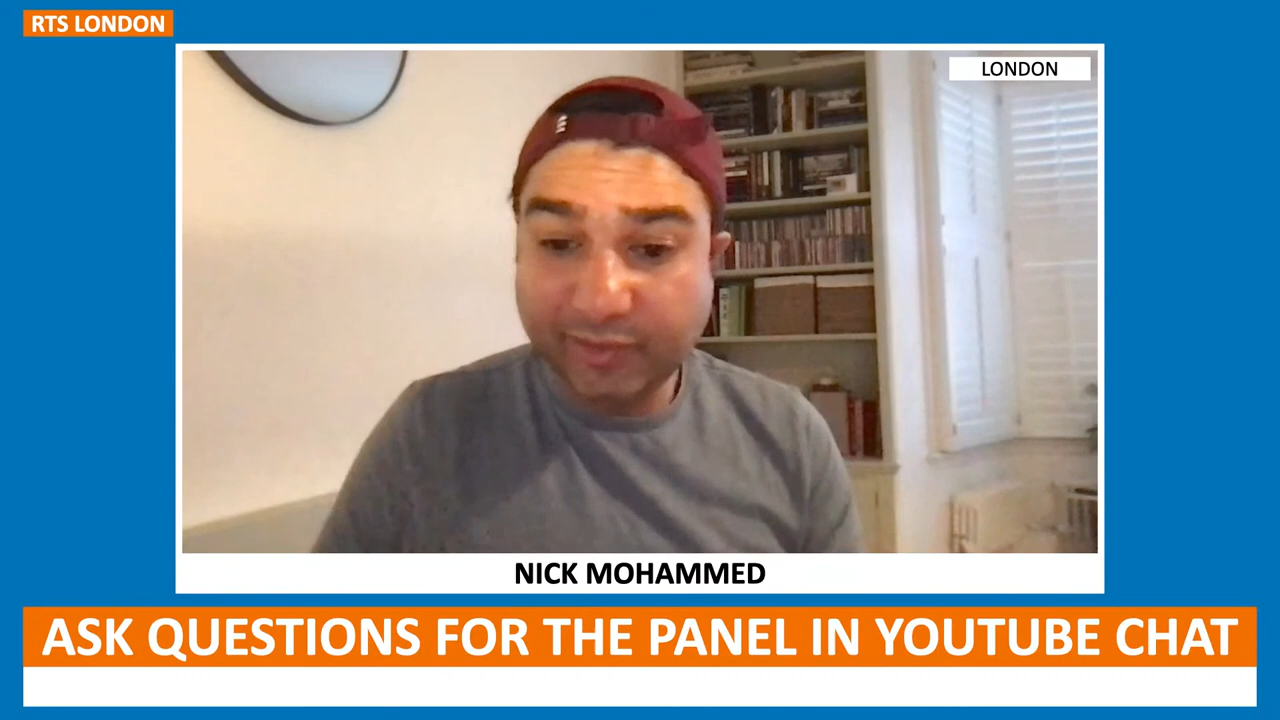 RTS LONDON
LONDON
NICK MOHAMMED
ASK QUESTIONS FOR THE PANEL IN YOUTUBE CHAT